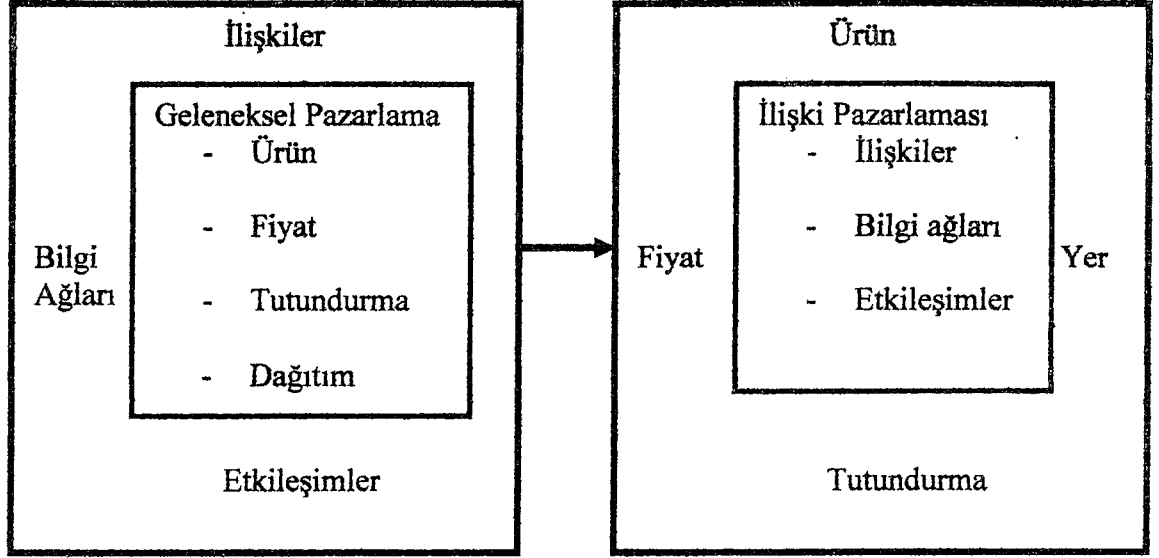 İlişkiler
Geleneksel Pazarlama
- Ürün
- Fiyat
- Tutundurma
- Dağıtım
Bilgi
Ağları
Etkileşimler
Ürün
İlişki Pazarlaması
- İlişkiler
- Bilgi ağları
- Etkileşimler
Fiyat
Yer
Tutundurma